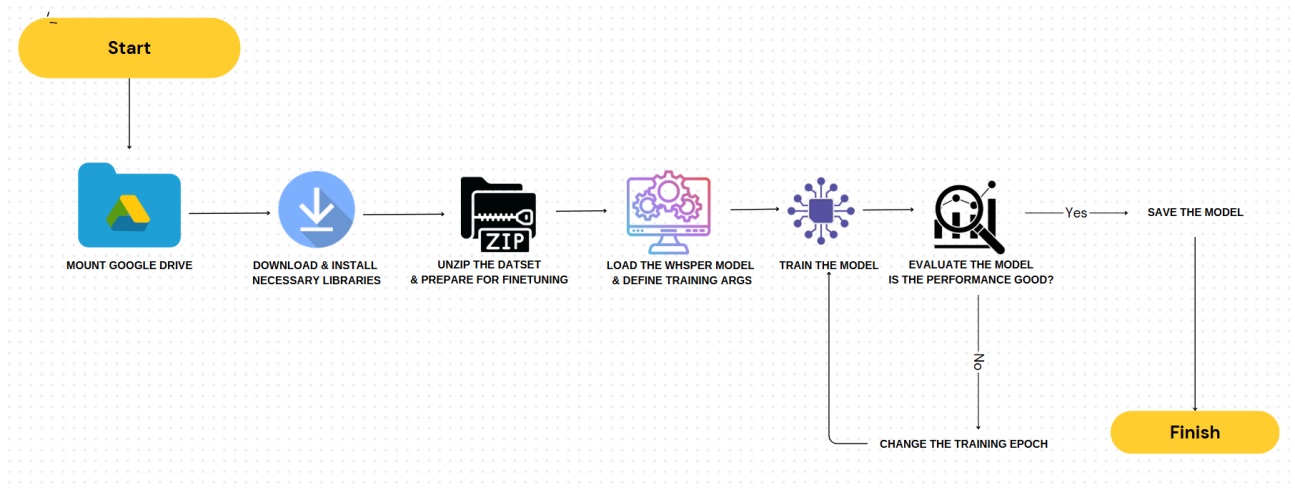 Start
MOUNT GOOGLE DRIVE
DOWNLOAD & INSTALL
NECESSARY LIBRARIES
ZIP
UNZIP THE DATSET
& PREPARE FOR FINETUNING
LOAD THE WHSPER MODEL
& DEFINE TRAINING ARGS
TRAIN THE MODEL
EVALUATE THE MODEL
IS THE PERFORMANCE GOOD?
Yes
SAVE THE MODEL
No
CHANGE THE TRAINING EPOCH
Finish